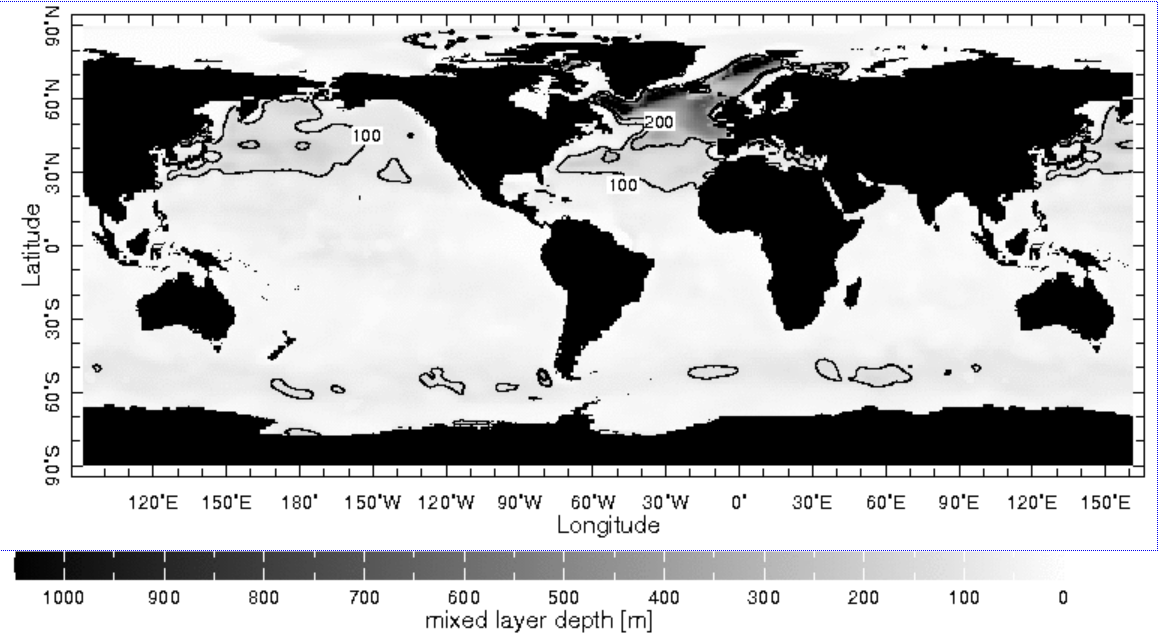 90°N
60°N
30°N
0°
30°S
60°S
90°S
Latitude
100
200
100
120°E 150°E 180° 150°W 120°W 90°W 60°W 30°W 0° 30°E 60°E 90°E 120°E 150°E
Longitude
1000 900 800 700 600 500 400 300 200 100 0
mixed layer depth [m]